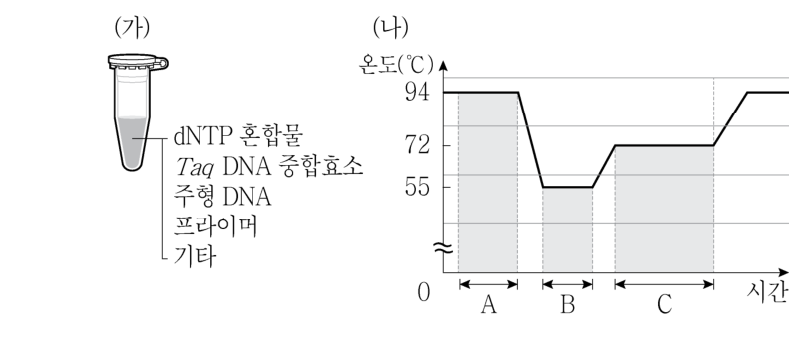 (가)
dNTP 혼합물
Taq DNA 중합효소
주형 DNA
프라이머
기타
(나)
온도(℃)
94
72
55
0
A
B
C
시간